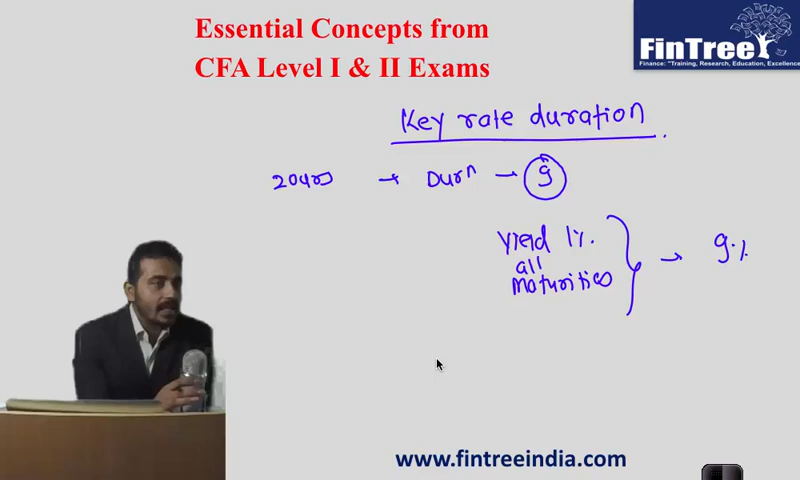 Essential Concepts from
CFA Level I & II Exams
FinTree
Finance: "Training, Research, Education, Excellence
Key rate duration
20yrs → Durn → 9
Yield 1%.
all
maturities
→ 9%
www.fintreeindia.com